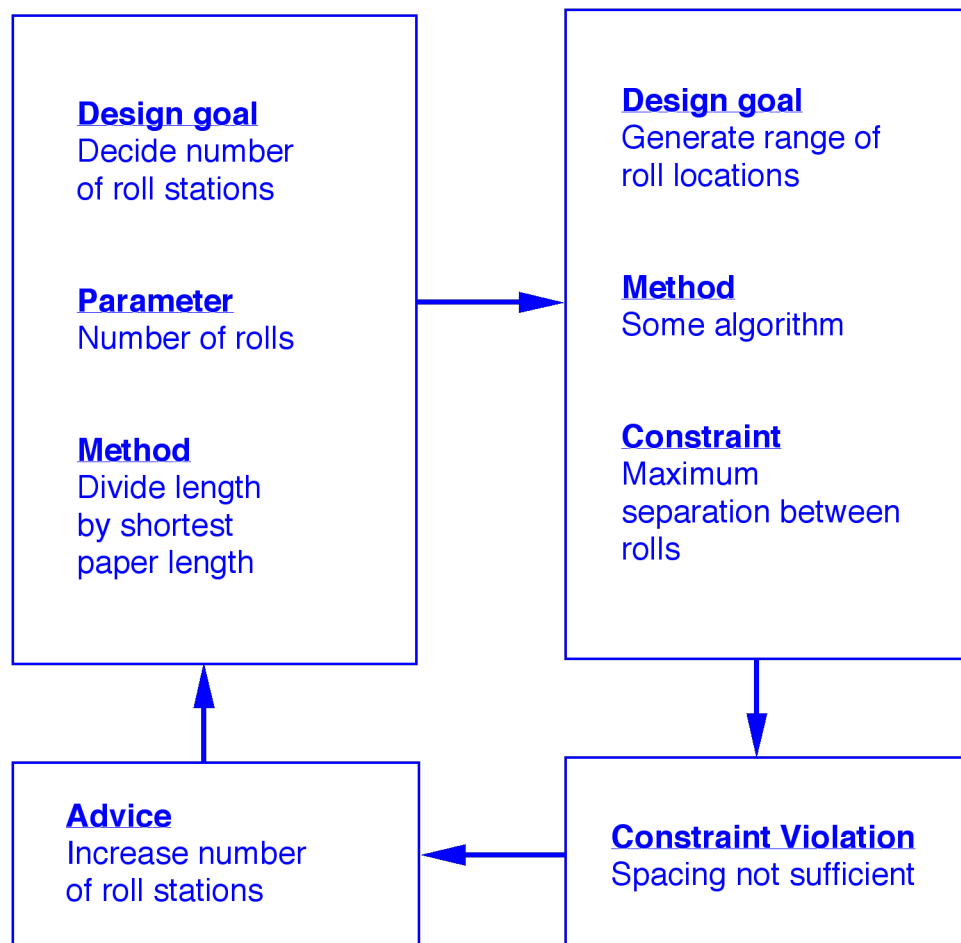 Design goal
Decide number
of roll stations
Parameter
Number of rolls
Method
Divide length
by shortest
paper length
Design goal
Generate range of
roll locations
Method
Some algorithm
Constraint
Maximum
separation between
rolls
Constraint Violation
Spacing not sufficient
Advice
Increase number
of roll stations